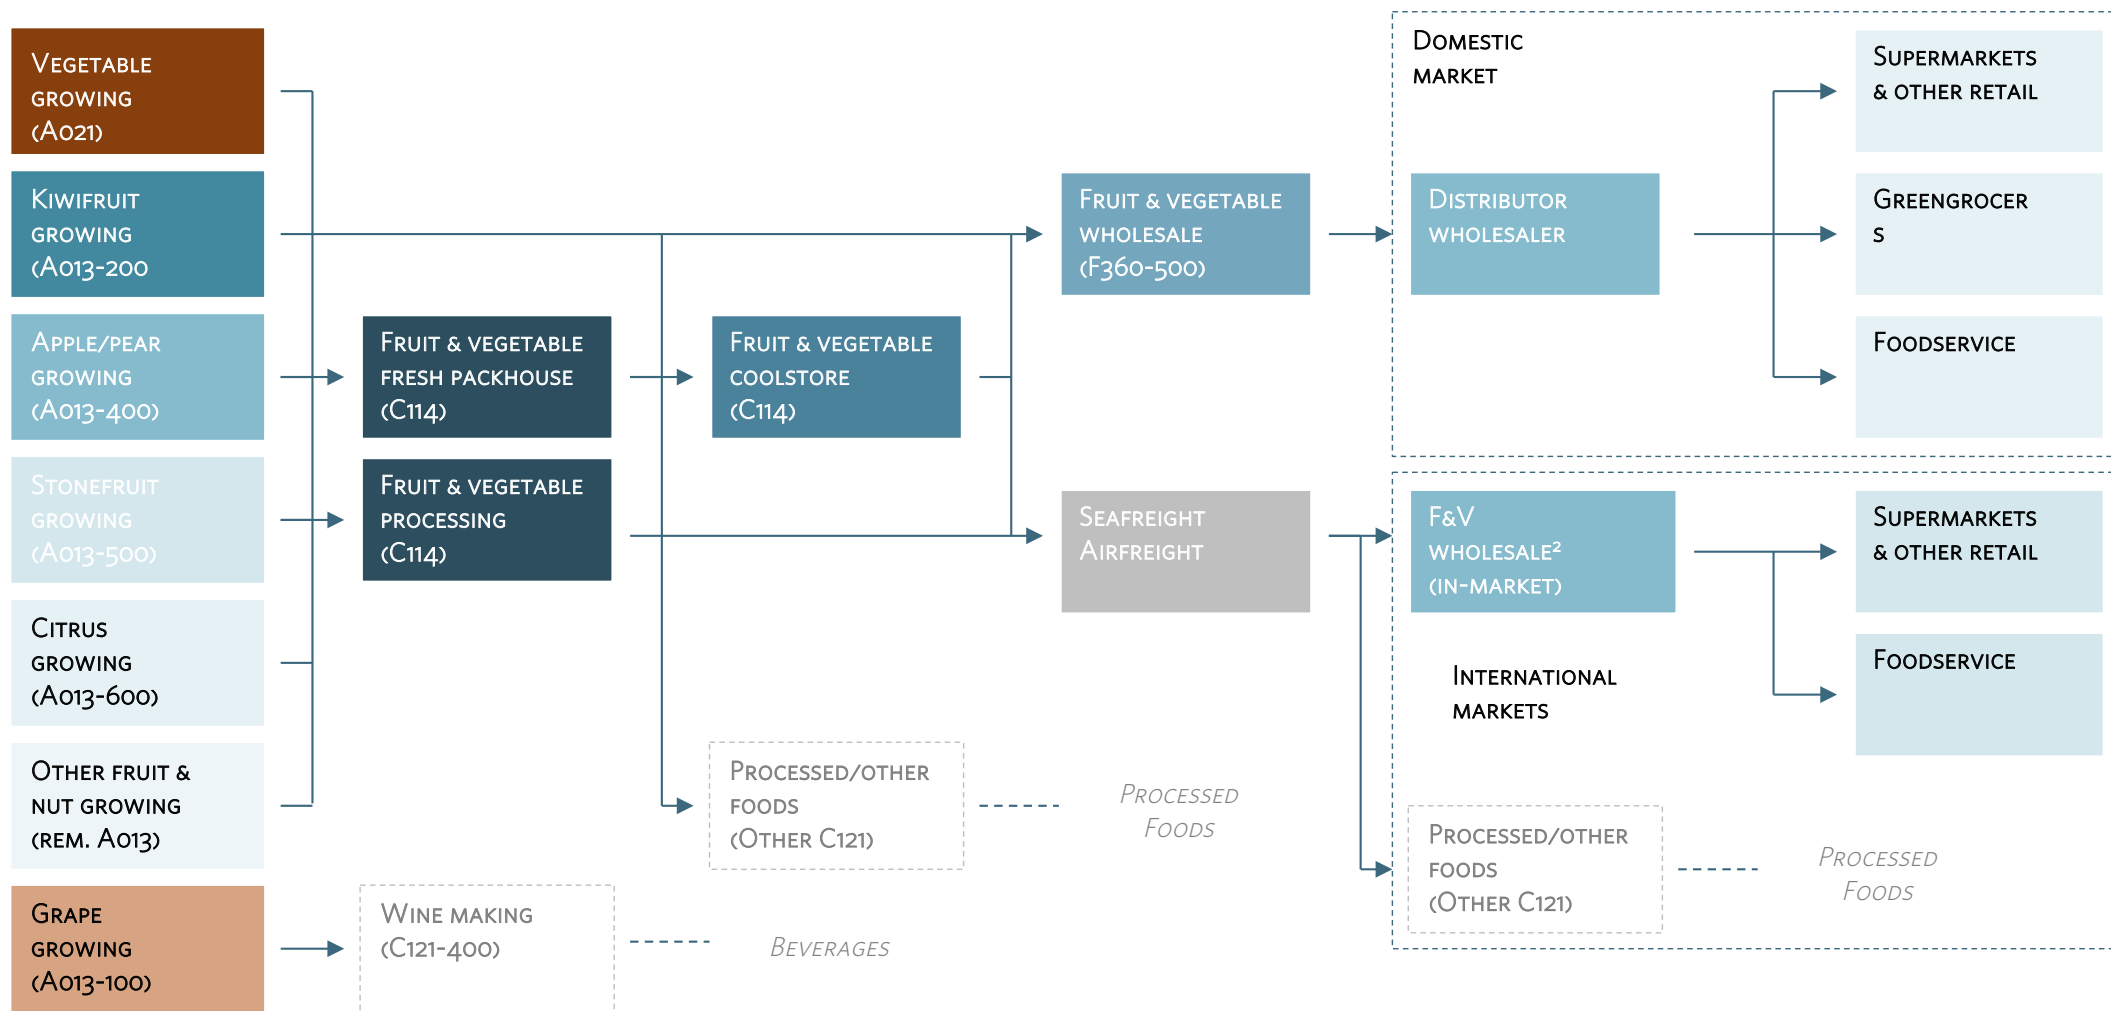 Vegetable
growing
(A021)
Kiwifruit
growing
(A013-200
Apple/pear
growing
(A013-400)
Stonefruit
growing
(A013-500)
Citrus
growing
(A013-600)
Other fruit &
nut growing
(rem. A013)
Grape
growing
(A013-100)
Fruit & vegetable
fresh packhouse
(C114)
Fruit & vegetable
processing
(C114)
Wine making
(C121-400)
Fruit & vegetable
coolstore
(C114)
Processed/other
foods
(Other C121)
Beverages
Fruit & vegetable
wholesale
(F360-500)
Seafreight
Airfreight
Processed
Foods
Domestic
market
Distributor
wholesaler
Supermarkets
& other retail
Greengrocer
s
Foodservice
F&V
wholesale²
(in-market)
International
markets
Supermarkets
& other retail
Foodservice
Processed/other
foods
(Other C121)
Processed
Foods